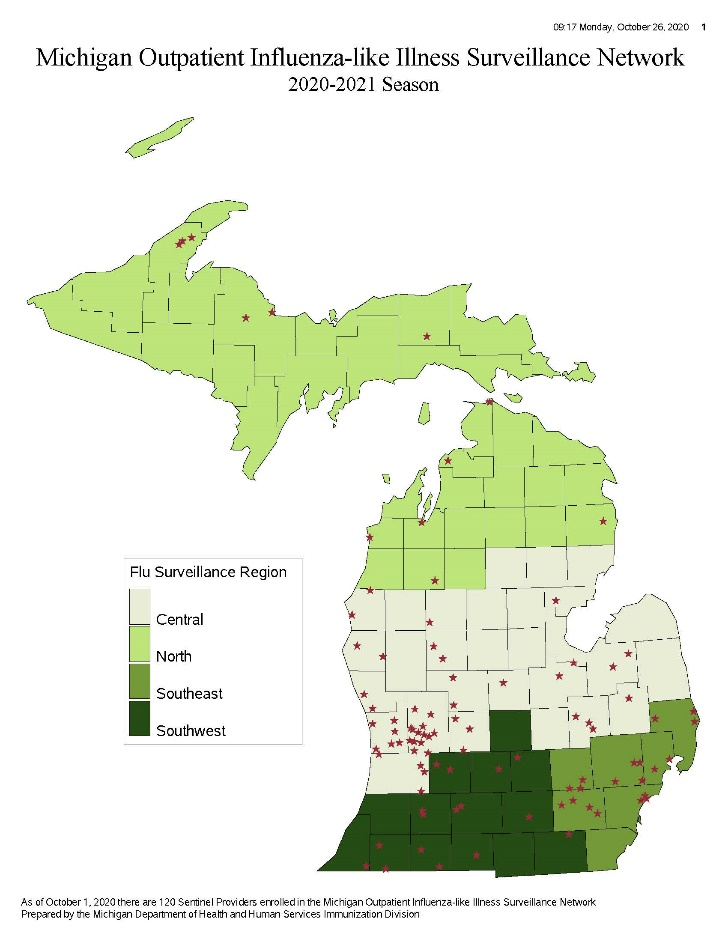 09:17 Monday, October 26, 2020 1
Michigan Outpatient Influenza-like Illness Surveillance Network
2020-2021 Season
Flu Surveillance Region
Central
North
Southeast
Southwest
As of October 1, 2020 there are 120 Sentinel Providers enrolled in the Michigan Outpatient Influenza-like Illness Surveillance Network
Prepared by the Michigan Department of Health and Human Services Immunization Division